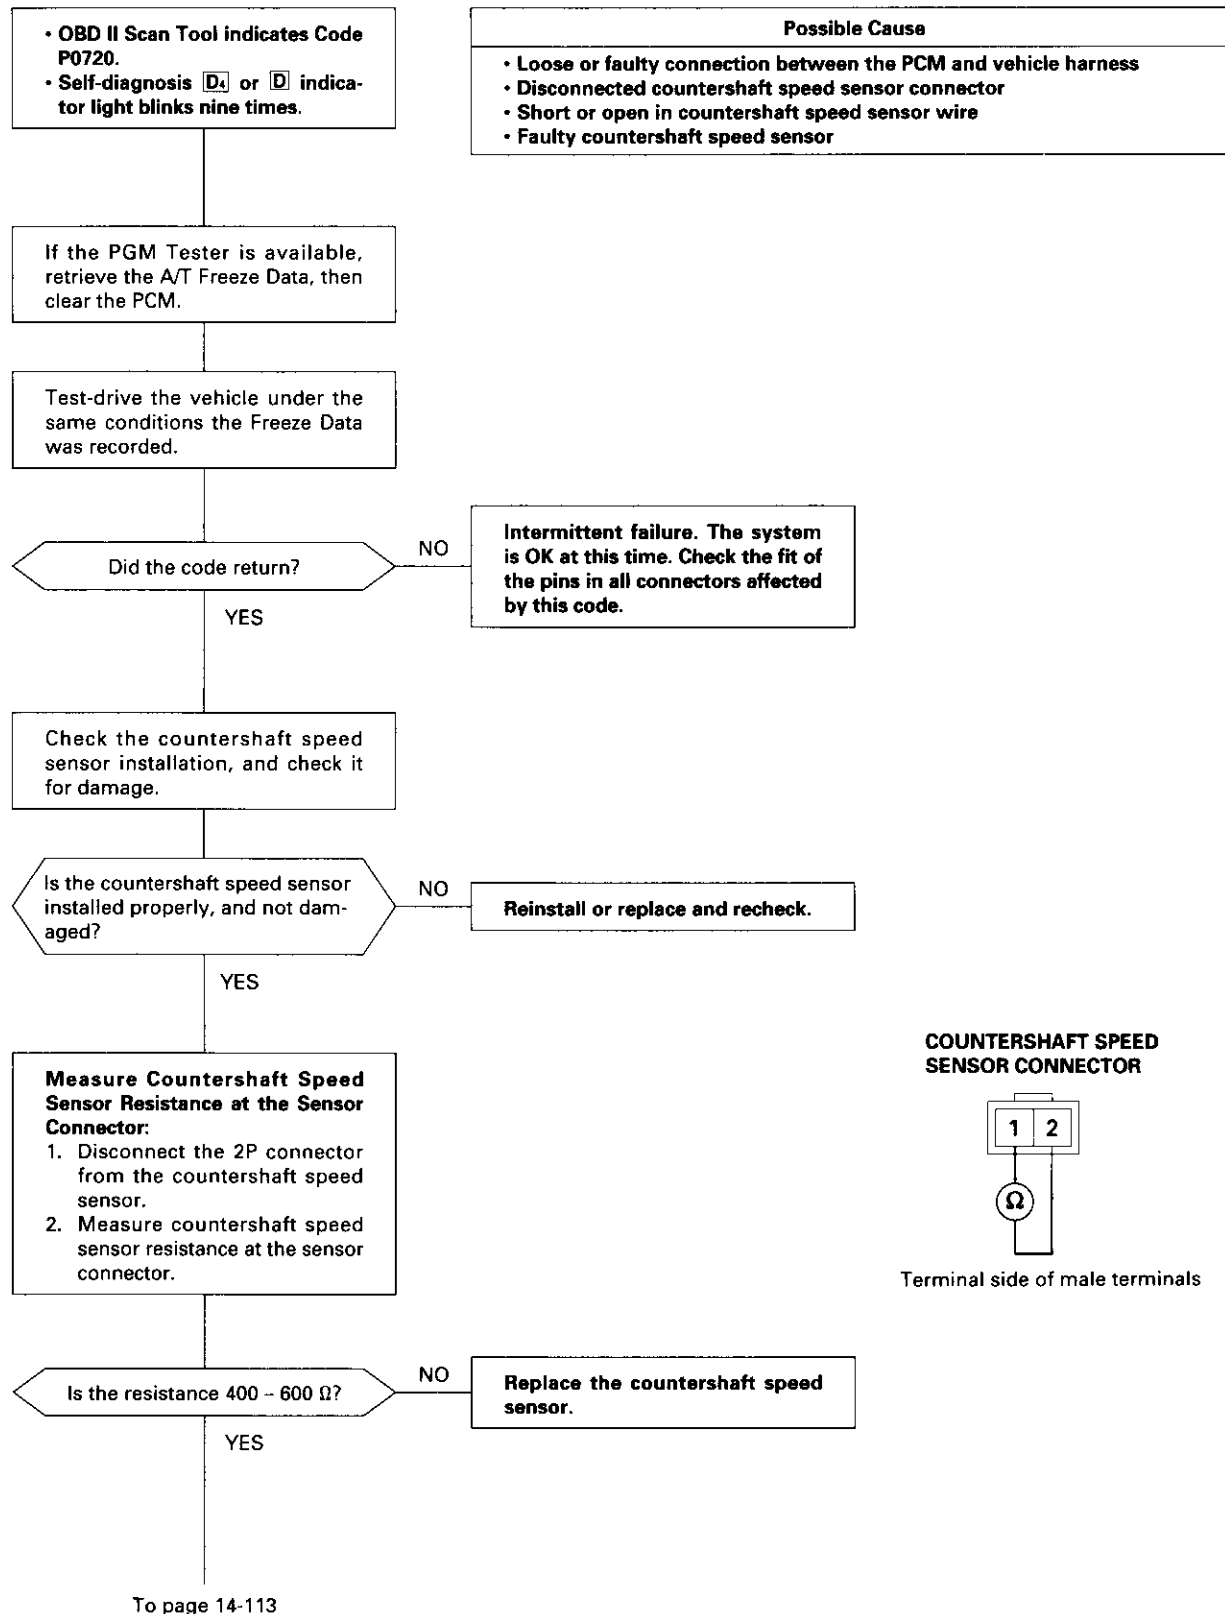 • OBD II Scan Tool indicates Code
P0720.
• Self-diagnosis D4 or D indica-
tor light blinks nine times.
Possible Cause
• Loose or faulty connection between the PCM and vehicle harness
• Disconnected countershaft speed sensor connector
• Short or open in countershaft speed sensor wire
• Faulty countershaft speed sensor
If the PGM Tester is available,
retrieve the A/T Freeze Data, then
clear the PCM.
Test-drive the vehicle under the
same conditions the Freeze Data
was recorded.
Did the code return?
NO
Intermittent failure. The system
is OK at this time. Check the fit of
the pins in all connectors affected
by this code.
YES
Check the countershaft speed
sensor installation, and check it
for damage.
Is the countershaft speed sensor
installed properly, and not dam-
aged?
NO
Reinstall or replace and recheck.
YES
Measure Countershaft Speed
Sensor Resistance at the Sensor
Connector:
1. Disconnect the 2P connector
from the countershaft speed
sensor.
2. Measure countershaft speed
sensor resistance at the sensor
connector.
COUNTERSHAFT SPEED
SENSOR CONNECTOR
1 2
Ω
Terminal side of male terminals
Is the resistance 400 – 600 Ω?
NO
Replace the countershaft speed
sensor.
YES
To page 14-113